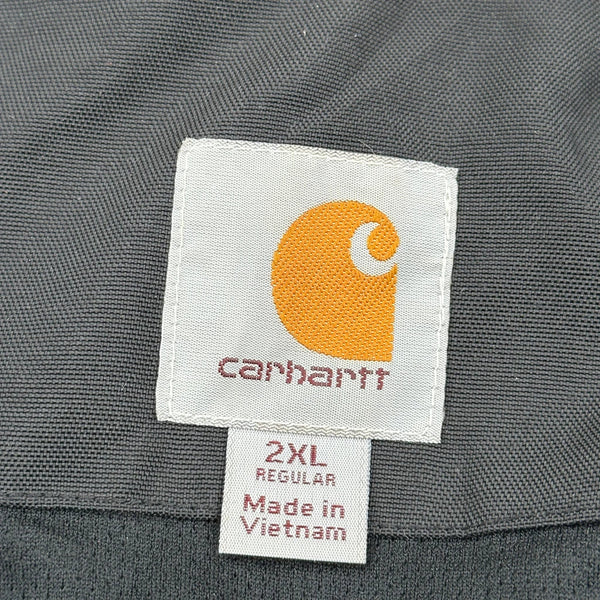 carhartt
2XL
REGULAR
Made in
Vietnam